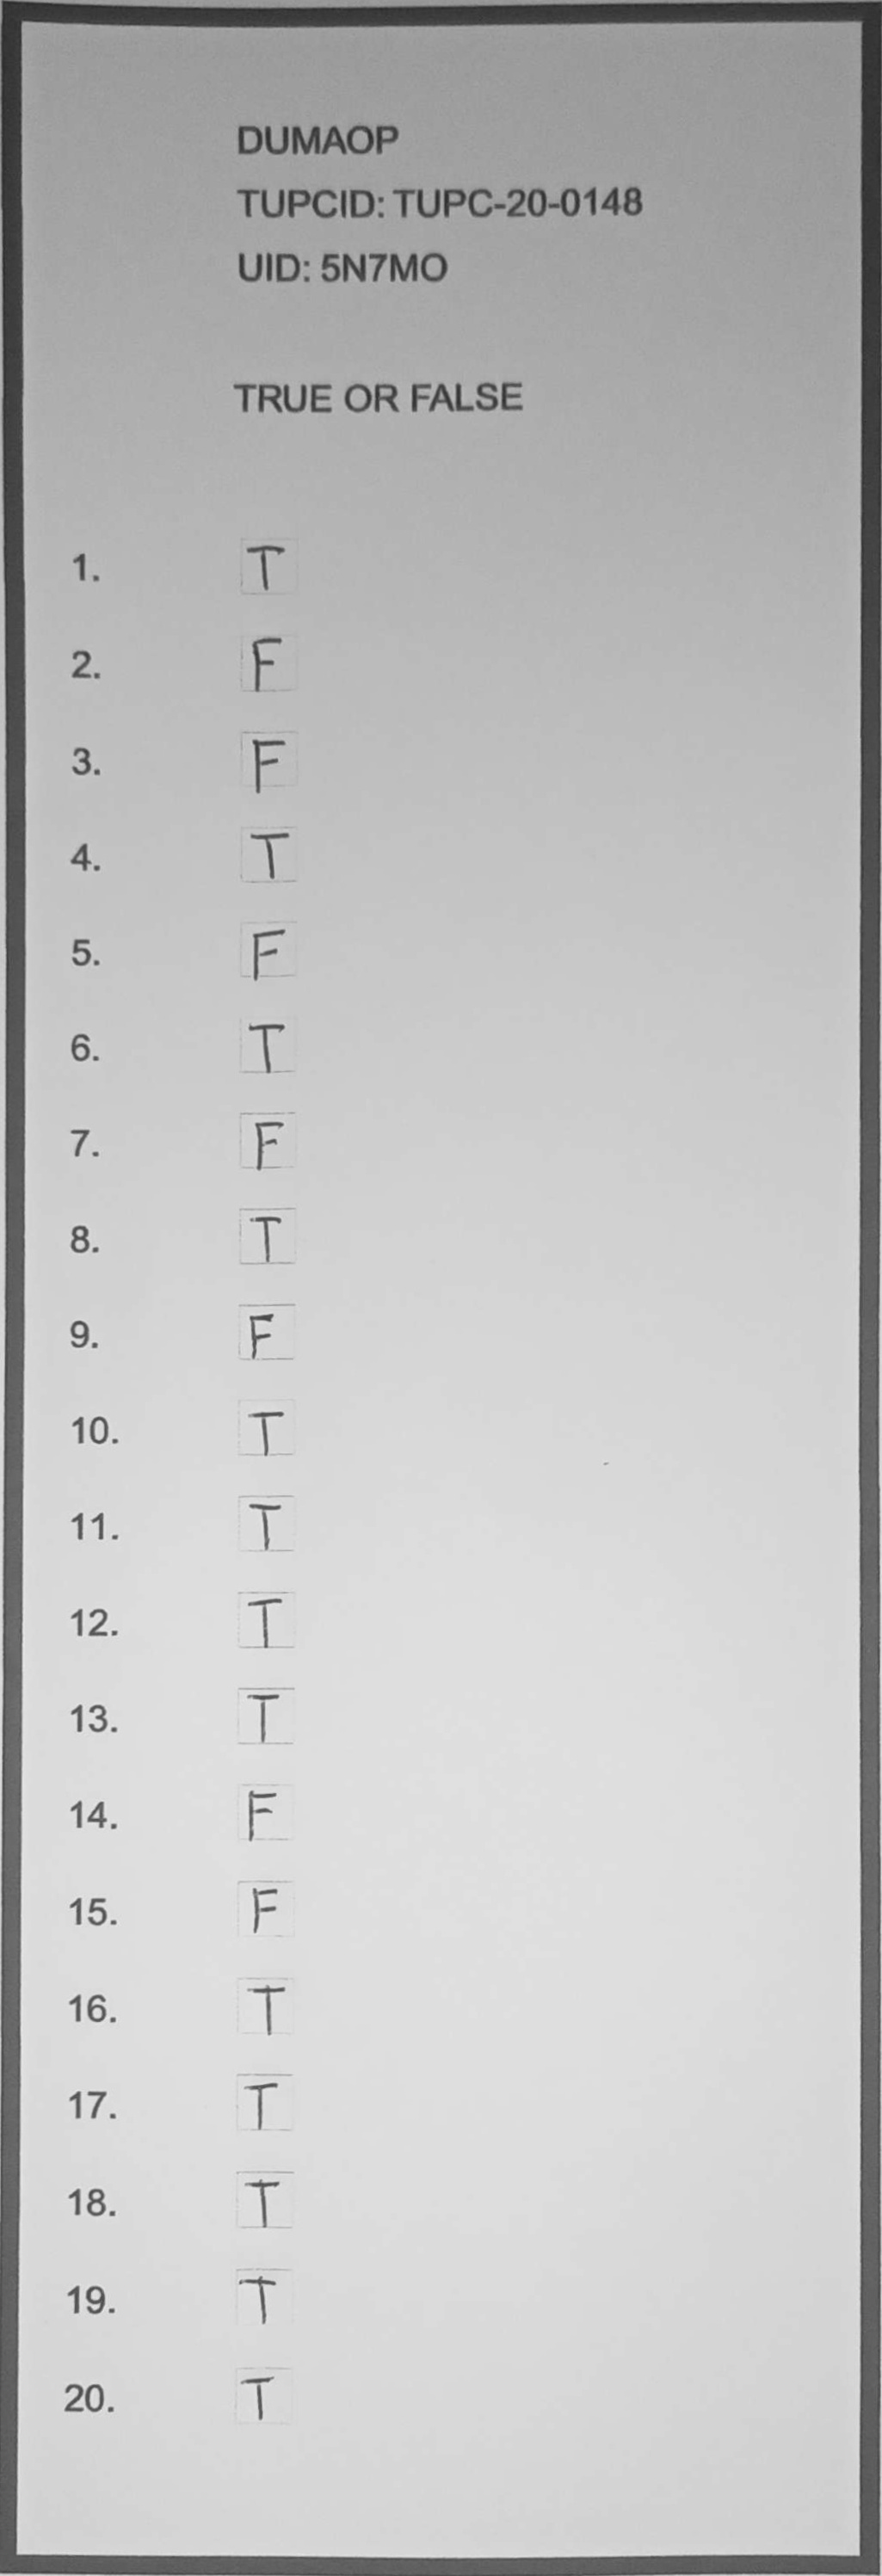 DUMAOP
TUPCID: TUPC-20-0148
UID: 5N7MO
TRUE OR FALSE
1. T
2. F
3. F
4. T
5. F
6. T
7. F
8. T
9. F
10. T
11. T
12. T
13. T
14. F
15. F
16. T
17. T
18. T
19. T
20. T